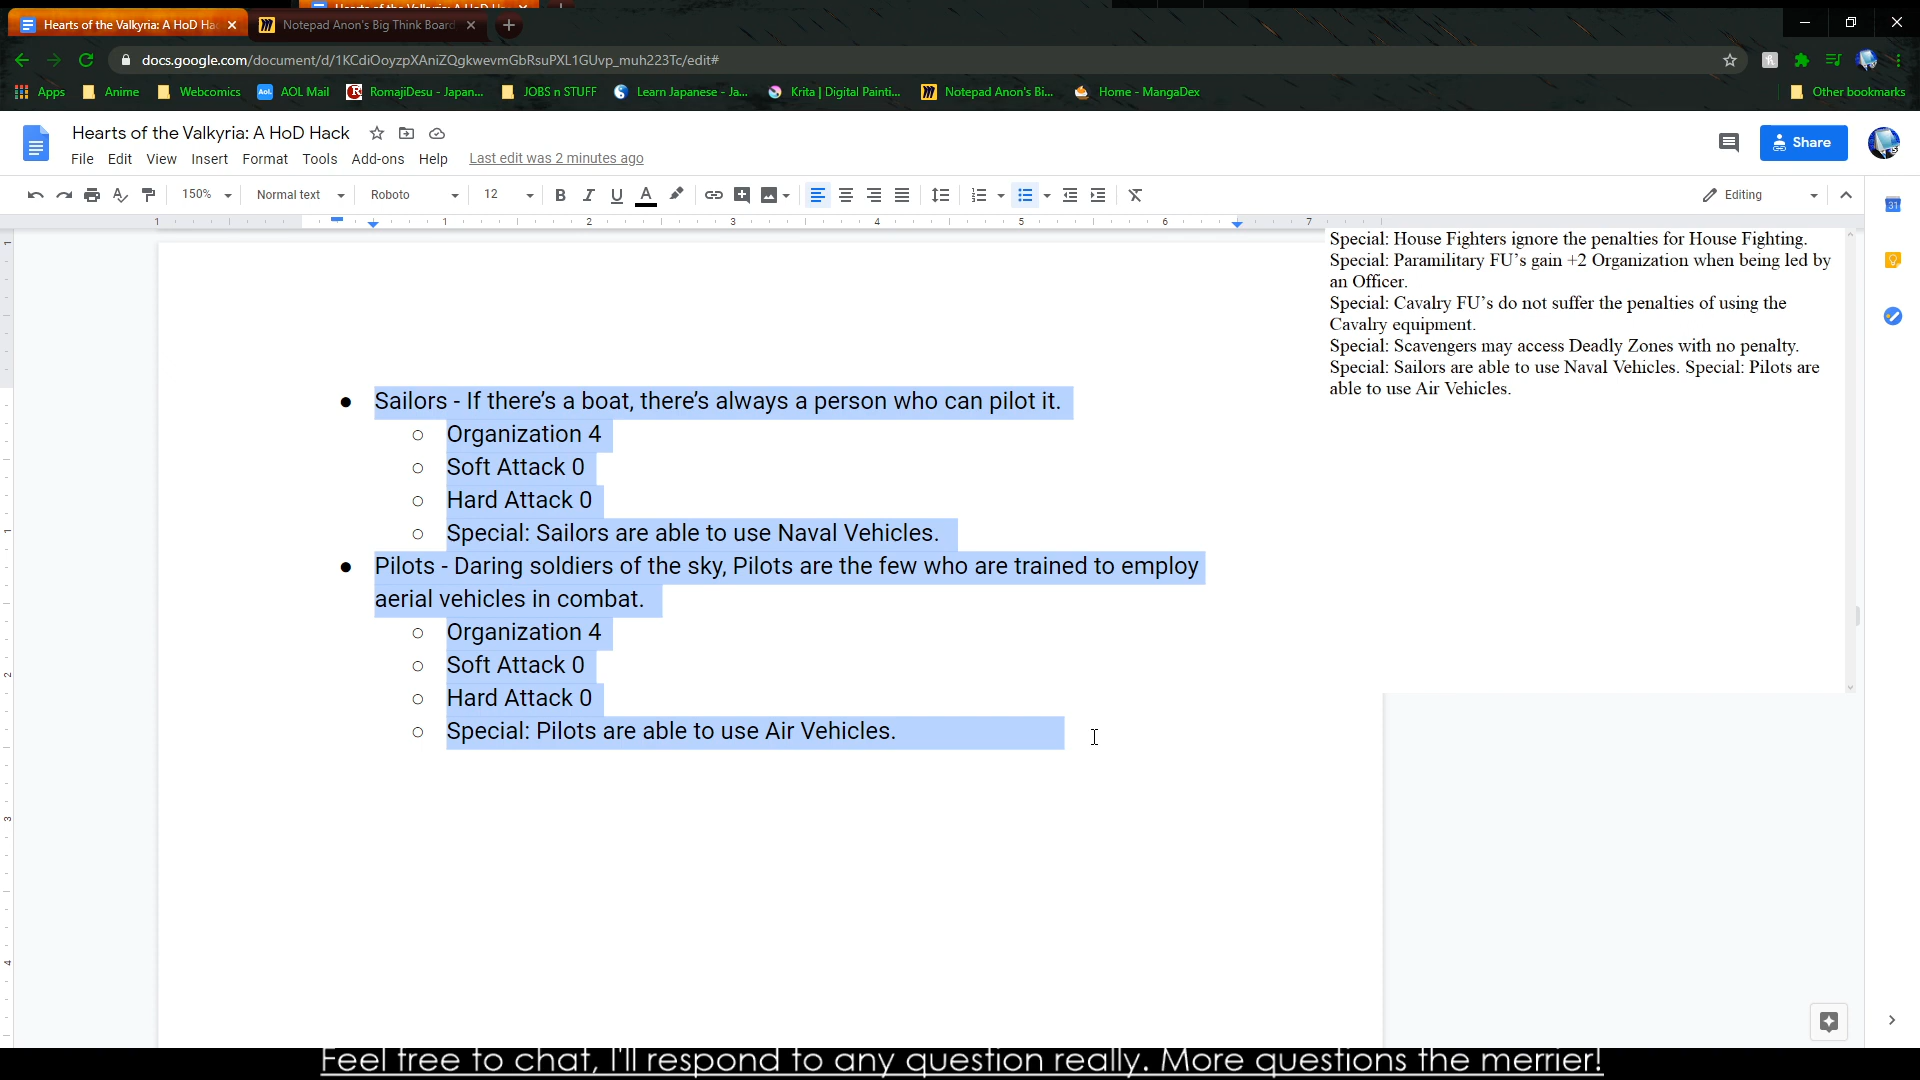 Hearts of the Valkyria: A HoD Ha
Notepad Anon's Big Think Board
docs.google.com/document/d/1KCdiOoyzpXAniZQgkwevmGbRsuPXL1GUvp_muh223Tc/edit#
Apps
Anime
Webcomics
AOL Mail
RomajiDesu - Japan...
JOBS n STUFF
Learn Japanese - Ja...
Krita | Digital Painti...
Notepad Anon's Bi...
Home - MangaDex
Other bookmarks
Hearts of the Valkyria: A HoD Hack
File Edit View Insert Format Tools Add-ons Help Last edit was 2 minutes ago
Share
150% Normal text Roboto 12 Editing
Special: House Fighters ignore the penalties for House Fighting.
Special: Paramilitary FU’s gain +2 Organization when being led by
an Officer.
Special: Cavalry FU’s do not suffer the penalties of using the
Cavalry equipment.
Special: Scavengers may access Deadly Zones with no penalty.
Special: Sailors are able to use Naval Vehicles. Special: Pilots are
able to use Air Vehicles.
● Sailors - If there’s a boat, there’s always a person who can pilot it.
○ Organization 4
○ Soft Attack 0
○ Hard Attack 0
○ Special: Sailors are able to use Naval Vehicles.
● Pilots - Daring soldiers of the sky, Pilots are the few who are trained to employ
aerial vehicles in combat.
○ Organization 4
○ Soft Attack 0
○ Hard Attack 0
○ Special: Pilots are able to use Air Vehicles.
Feel free to chat, I'll respond to any question really. More questions the merrier!